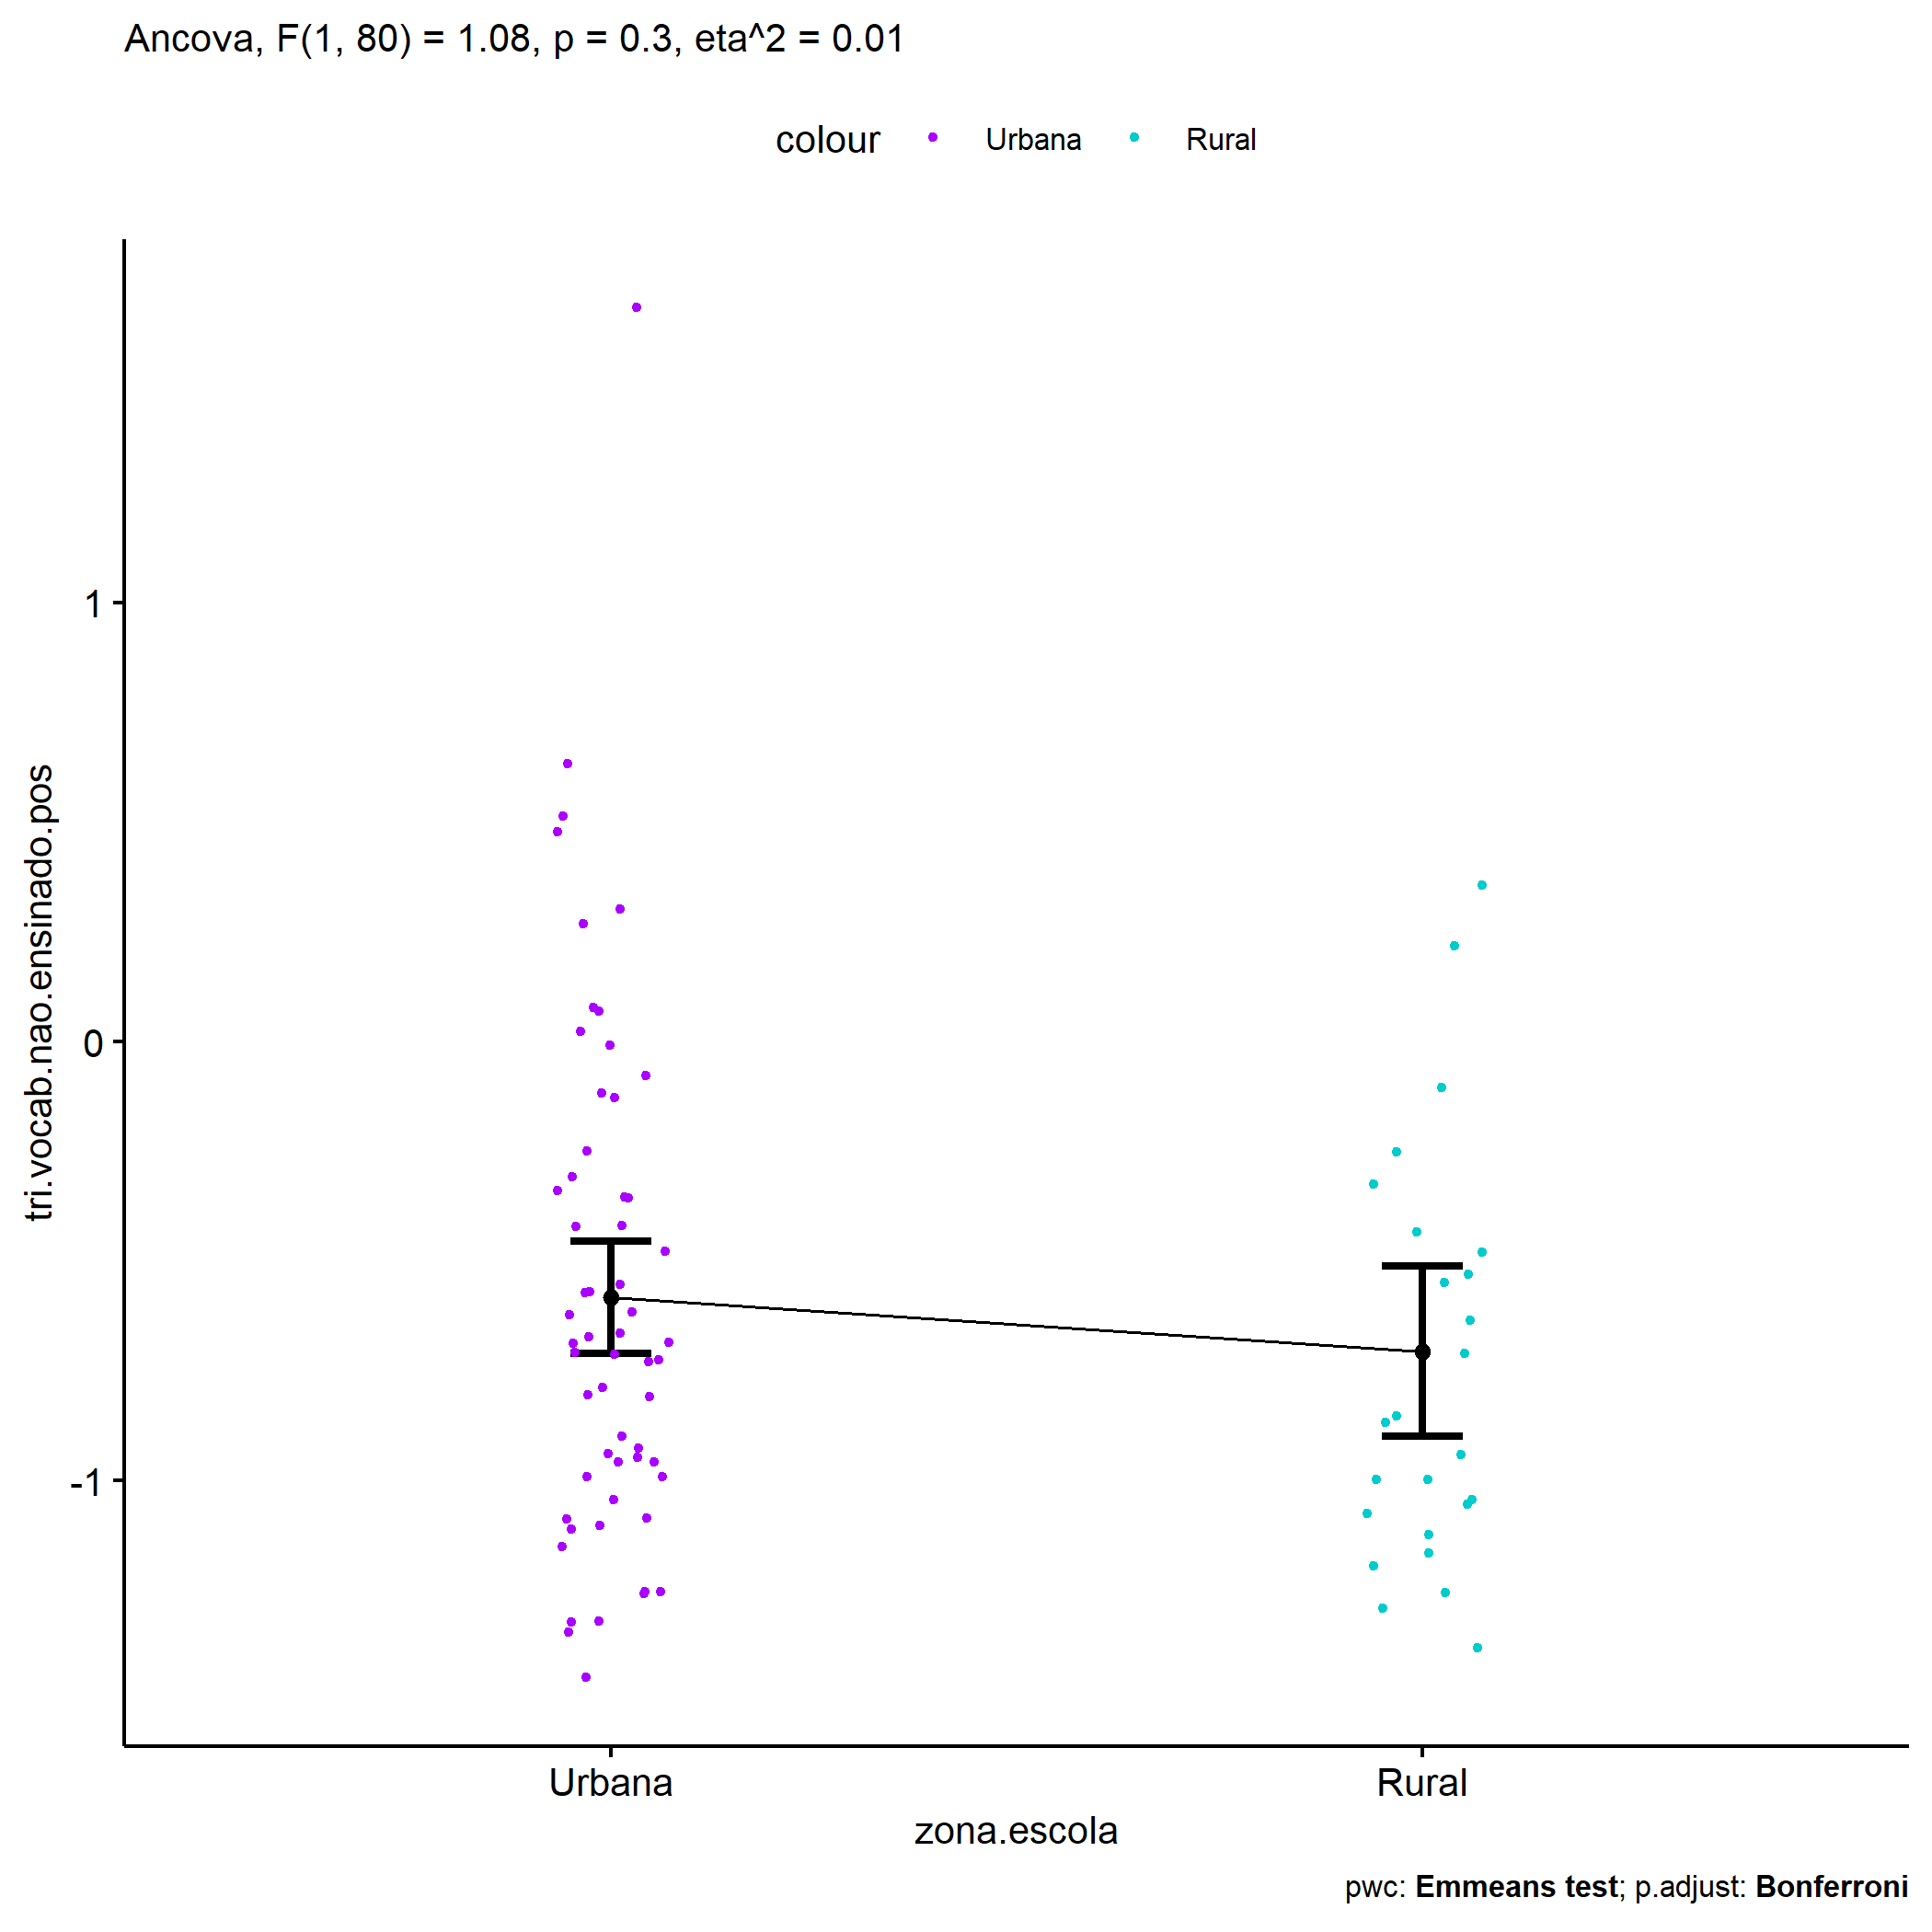 Ancova, F(1, 80) = 1.08, p = 0.3, eta^2 = 0.01
colour Urbana Rural
tri.vocab.nao.ensinado.pos
1
0
-1
Urbana Rural
zona.escola
pwc: Emmeans test; p.adjust: Bonferroni